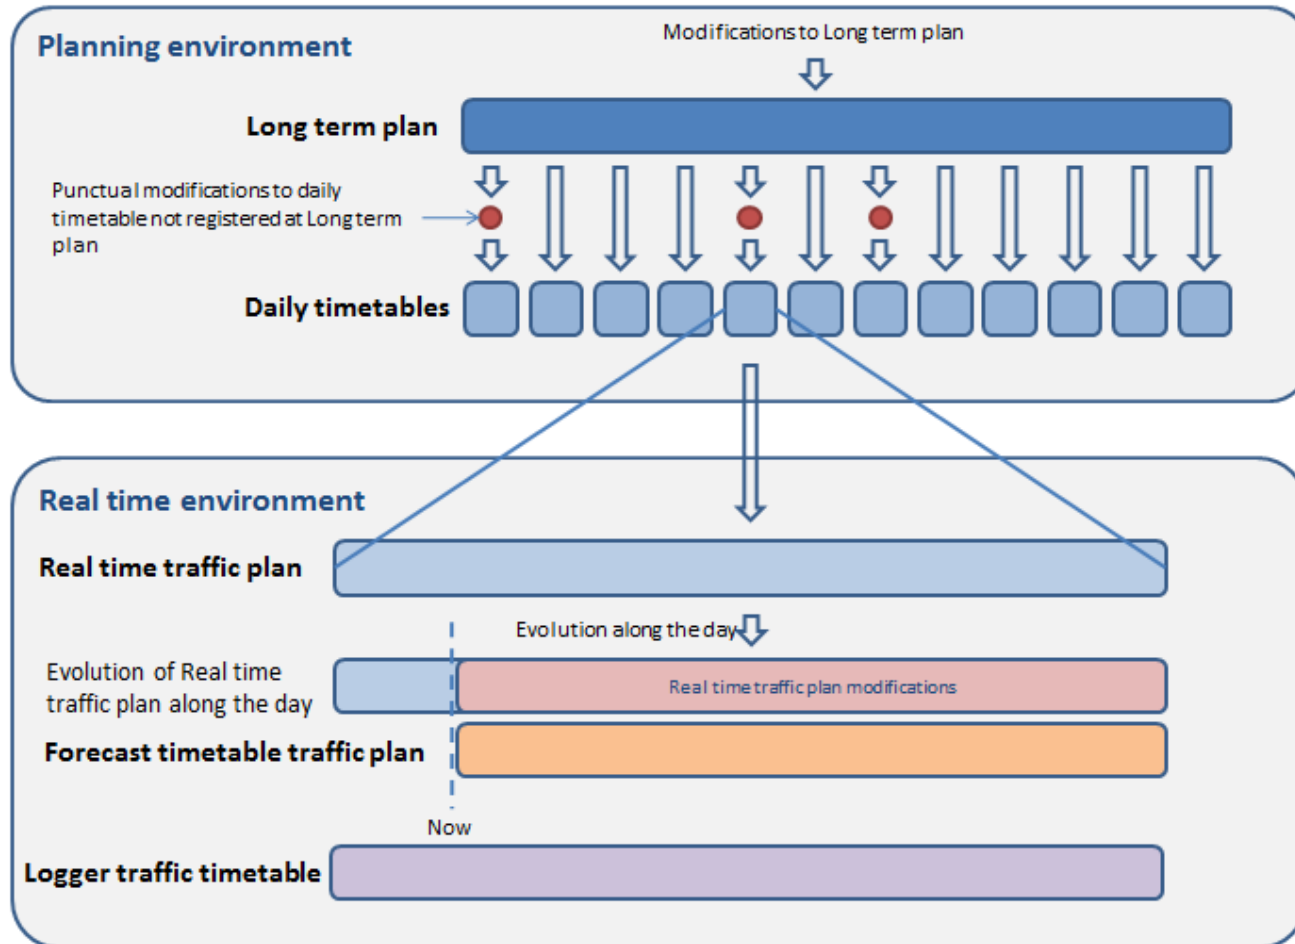 Planning environment
Modifications to Long term plan
Long term plan
Punctual modifications to daily
timetable not registered at Long term
plan
Daily timetables
Real time environment
Real time traffic plan
Evolution along the day
Evolution of Real time
traffic plan along the day
Real time traffic plan modifications
Forecast timetable traffic plan
Now
Logger traffic timetable